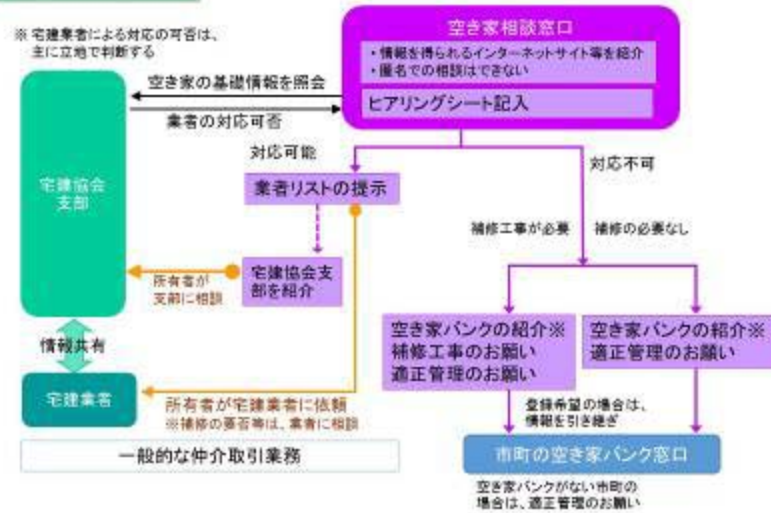 ※ 宅建業者による対応の可否は、
主に立地で判断する
空き家相談窓口
・情報を得られるインターネットサイト等を紹介
・匿名での相談はできない
ヒアリングシート記入
空き家の基礎情報を照会
業者の対応可否
宅建協会
支部
対応可能
対応不可
業者リストの提示
補修工事が必要
補修の必要なし
所有者が
支部に相談
宅建協会支
部を紹介
空き家バンクの紹介※
補修工事のお願い
適正管理のお願い
空き家バンクの紹介※
適正管理のお願い
情報共有
宅建業者
所有者が宅建業者に依頼
※補修の要否等は、業者に相談
登録希望の場合は、
情報を引き継ぎ
一般的な仲介取引業務
市町の空き家バンク窓口
空き家バンクがない市町の
場合は、適正管理のお願い